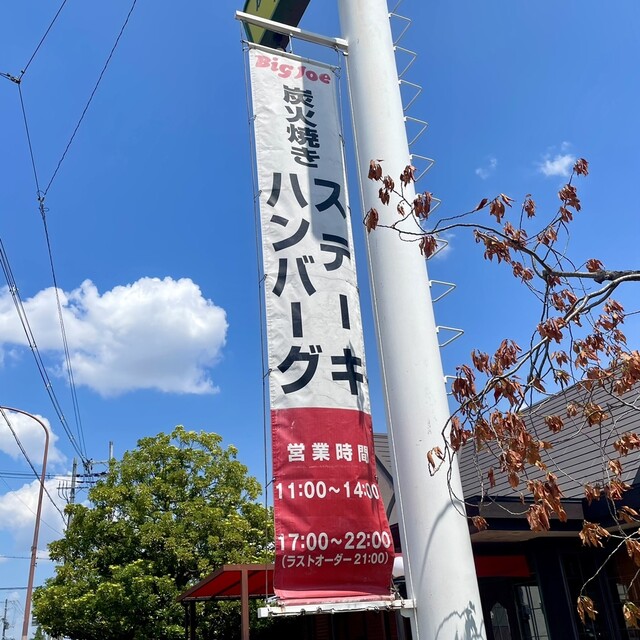 Big Joe
炭火焼き
ステーキ
ハンバーグ
営業時間
11:00～14:00
17:00～22:00
(ラストオーダー21:00)